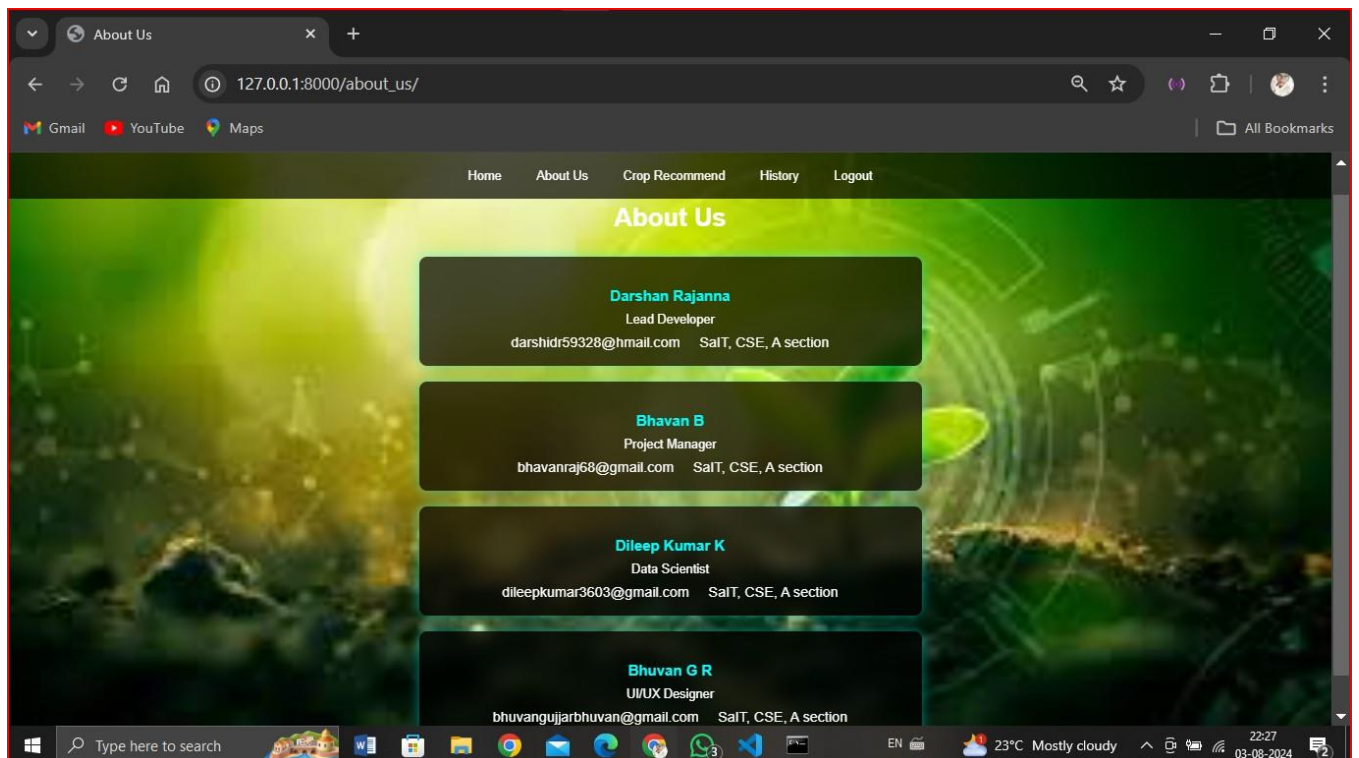 About Us
127.0.0.1:8000/about_us/
Gmail YouTube Maps All Bookmarks
Home About Us Crop Recommend History Logout
About Us
Darshan Rajanna
Lead Developer
darshidr59328@hmail.com SaIT, CSE, A section
Bhavan B
Project Manager
bhavanraj68@gmail.com SaIT, CSE, A section
Dileep Kumar K
Data Scientist
dileepkumar3603@gmail.com SaIT, CSE, A section
Bhuvan G R
UI/UX Designer
bhuvangujjarbhuvan@gmail.com SaIT, CSE, A section
Type here to search 3 EN 23°C Mostly cloudy 22:27
03-08-2024 2